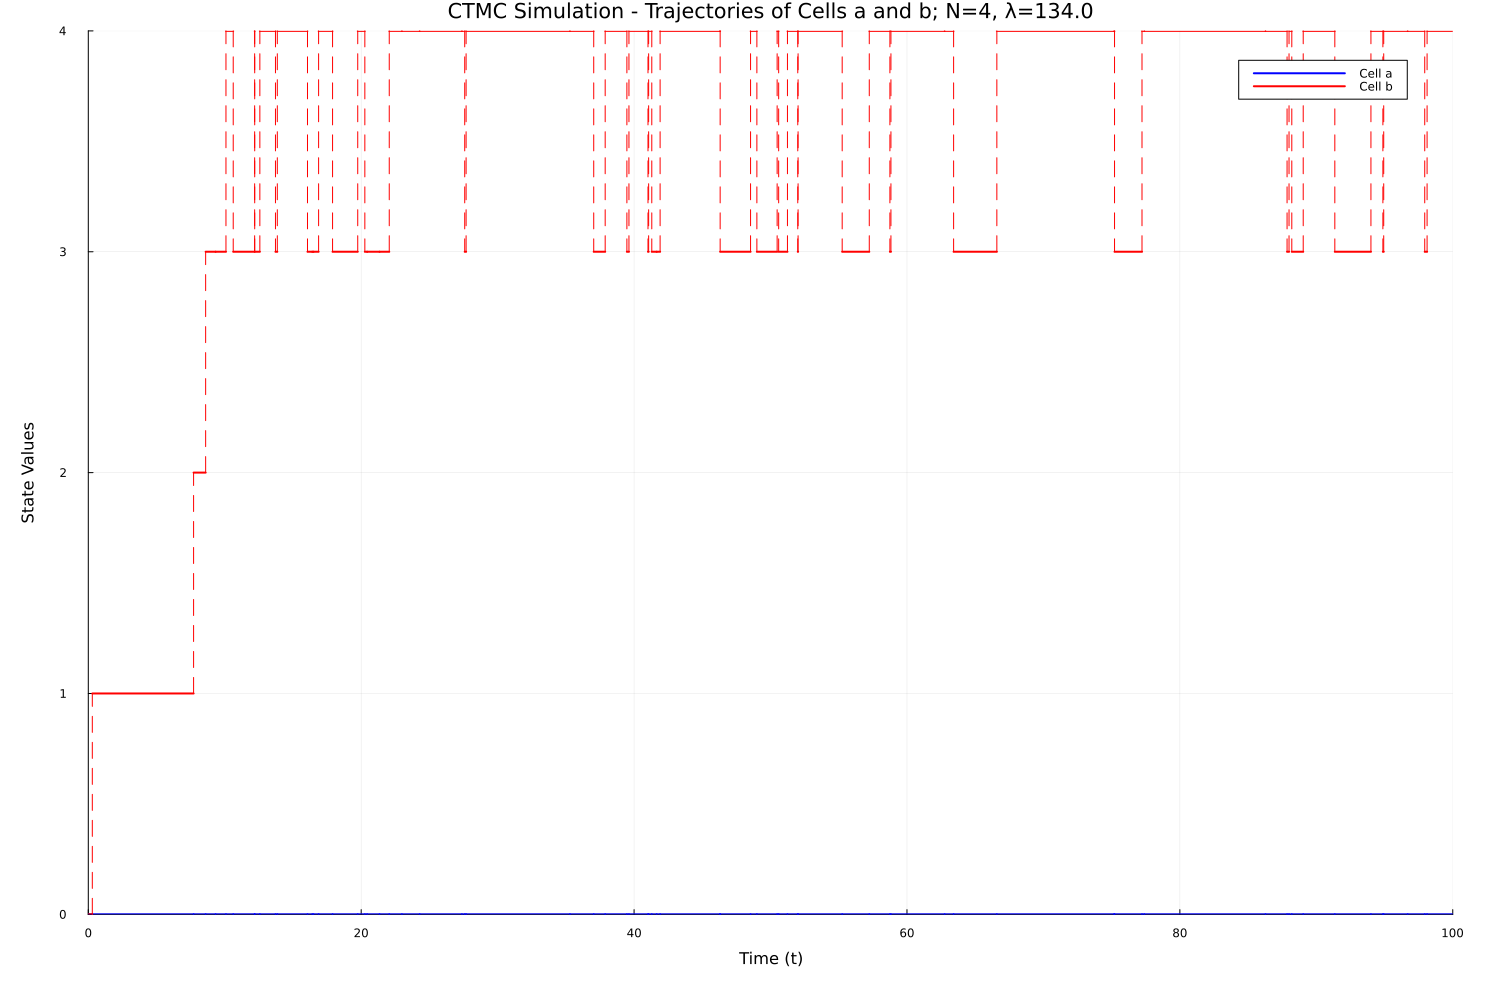 CTMC Simulation - Trajectories of Cells a and b; N=4, λ=134.0
4
Cell a
Cell b
3
State Values
2
1
0
0 20 40 60 80 100
Time (t)